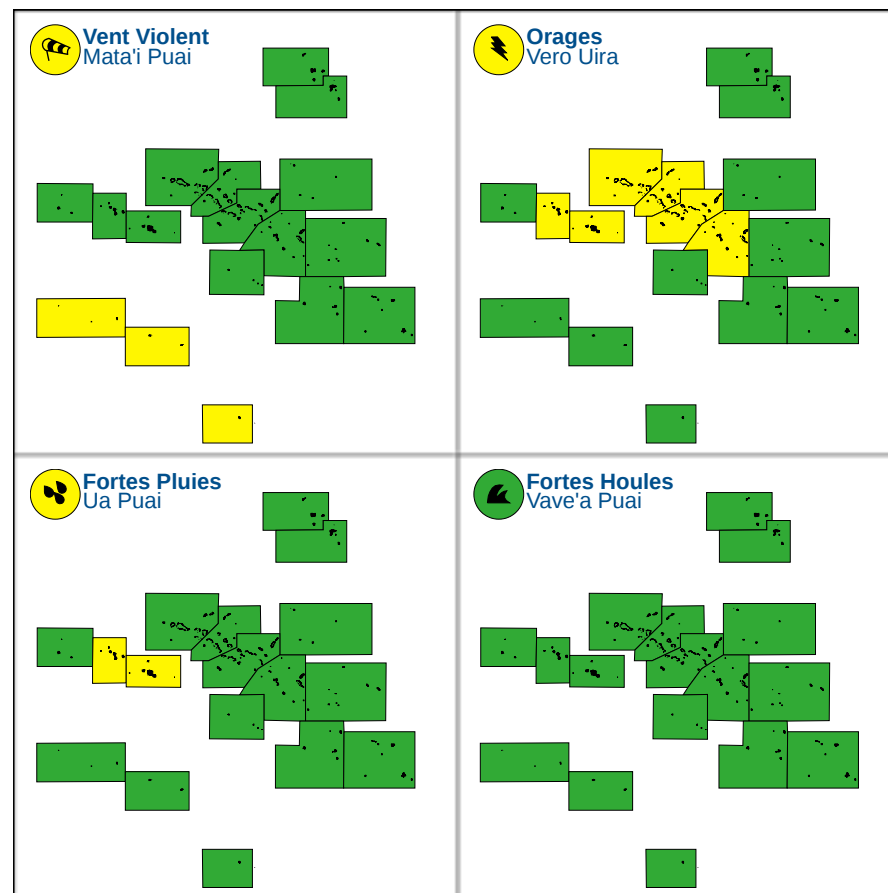 Vent Violent
Mata'i Puai
Orages
Vero Uira
Fortes Pluies
Ua Puai
Fortes Houles
Vave'a Puai